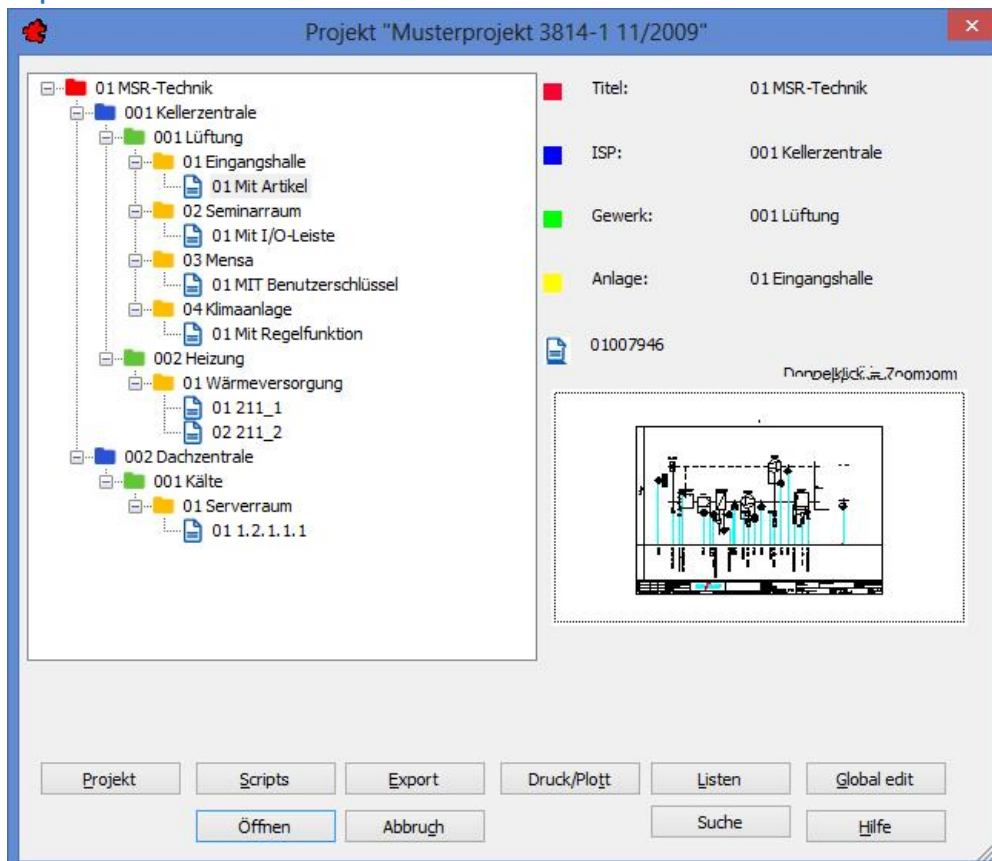 Projekt "Musterprojekt 3814-1 11/2009"
01 MSR-Technik
001 Kellerzentrale
001 Lüftung
01 Eingangshalle
01 Mit Artikel
02 Seminarraum
01 Mit I/O-Leiste
03 Mensa
01 MIT Benutzerschlüssel
04 Klimaanlage
01 Mit Regelfunktion
002 Heizung
01 Wärmeversorgung
01 211_1
02 211_2
002 Dachzentrale
001 Kälte
01 Serverraum
01 1.2.1.1.1
Titel: 01 MSR-Technik
ISP: 001 Kellerzentrale
Gewerk: 001 Lüftung
Anlage: 01 Eingangshalle
01007946
Projekt Scripts Export Druck/Plott Listen Global edit
Öffnen Abbruch Suche Hilfe